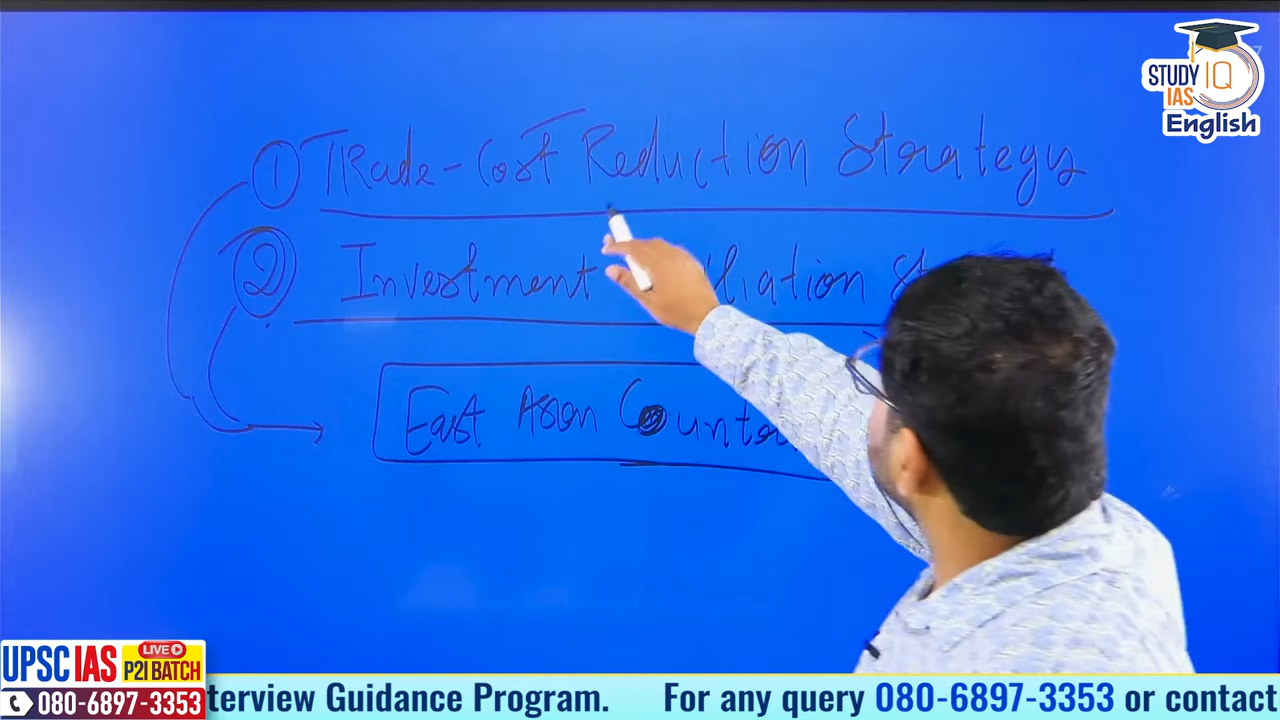 STUDY IQ
IAS
English
① Trade-Cost Reduction Strategy
② Investment
East Asan
UPSC IAS LIVE P2I BATCH
080-6897-3353
terview Guidance Program. For any query 080-6897-3353 or contact